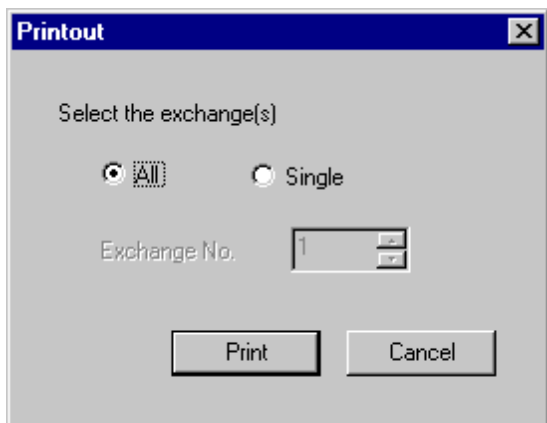 Printout
Select the exchange(s)
All Single
Exchange No. 1
Print Cancel